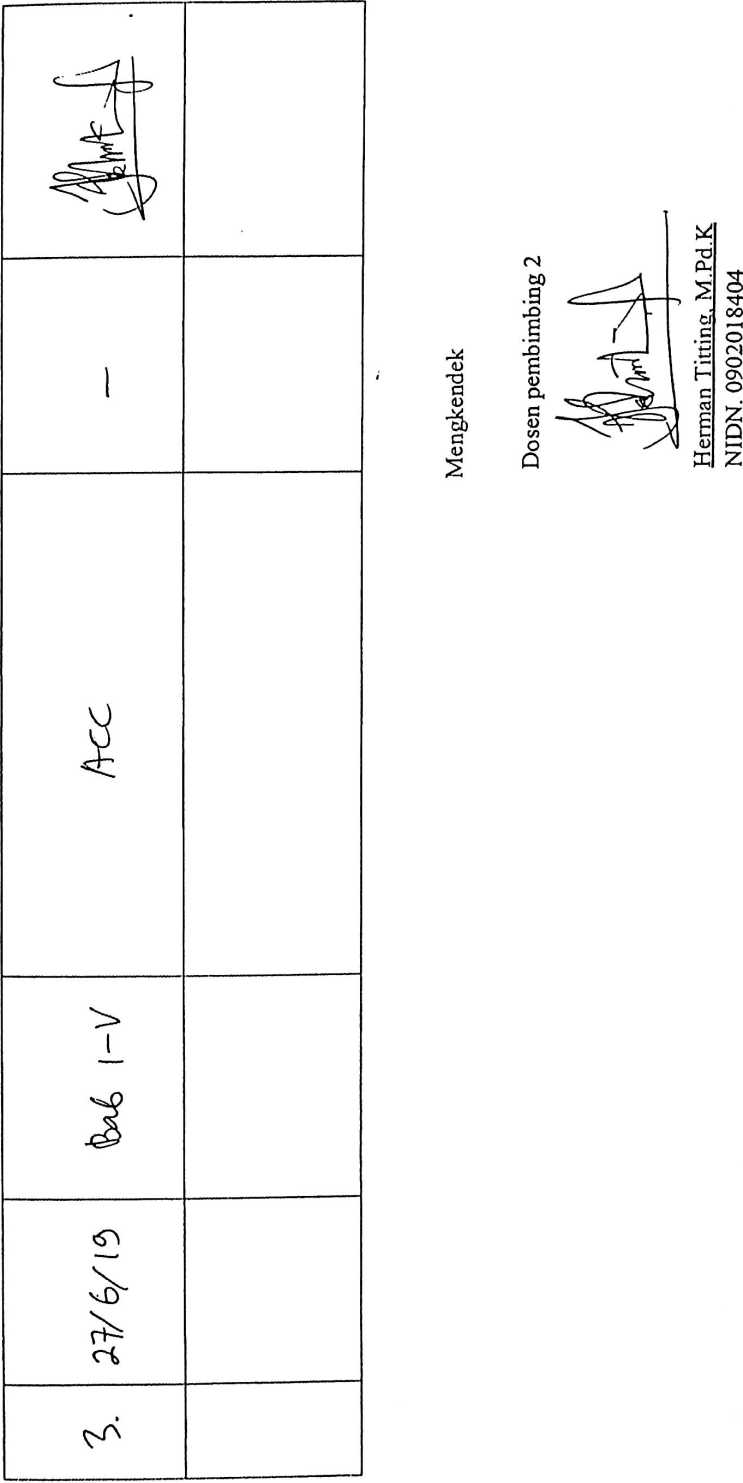 3. 27/6/19 Bab I-V ACC –
Mengkendek
Dosen pembimbing 2
Herman Titting, M.Pd.K
NIDN. 0902018404